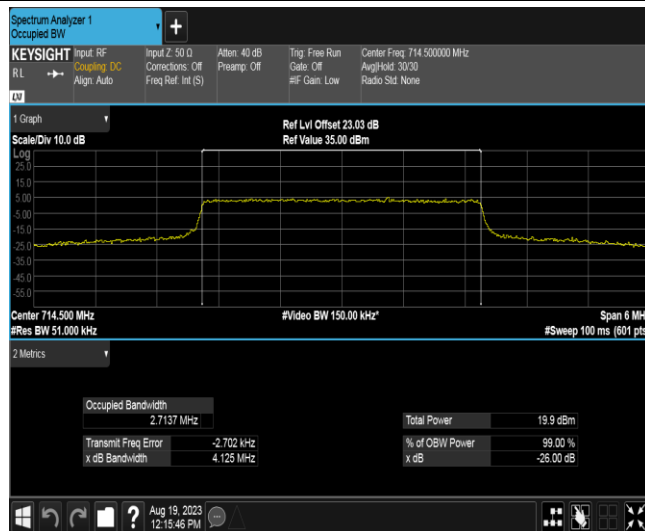 Spectrum Analyzer 1
Occupied BW
+
KEYSIGHT
RL
LXI
Input: RF
Coupling: DC
Align: Auto
Input Z: 50 Ω
Corrections: Off
Freq Ref: Int (S)
Atten: 40 dB
Preamp: Off
Trig: Free Run
Gate: Off
#IF Gain: Low
Center Freq: 714.500000 MHz
Avg|Hold: 30/30
Radio Std: None
1 Graph
Scale/Div 10.0 dB
Ref Lvl Offset 23.03 dB
Ref Value 35.00 dBm
Log
25.0
15.0
5.00
-5.00
-15.0
-25.0
-35.0
-45.0
-55.0
Center 714.500 MHz
#Res BW 51.000 kHz
#Video BW 150.00 kHz*
Span 6 MH
#Sweep 100 ms (601 pts
2 Metrics
Occupied Bandwidth
2.7137 MHz
Transmit Freq Error -2.702 kHz
x dB Bandwidth 4.125 MHz
Total Power 19.9 dBm
% of OBW Power 99.00 %
x dB -26.00 dB
?
Aug 19, 2023
12:15:46 PM